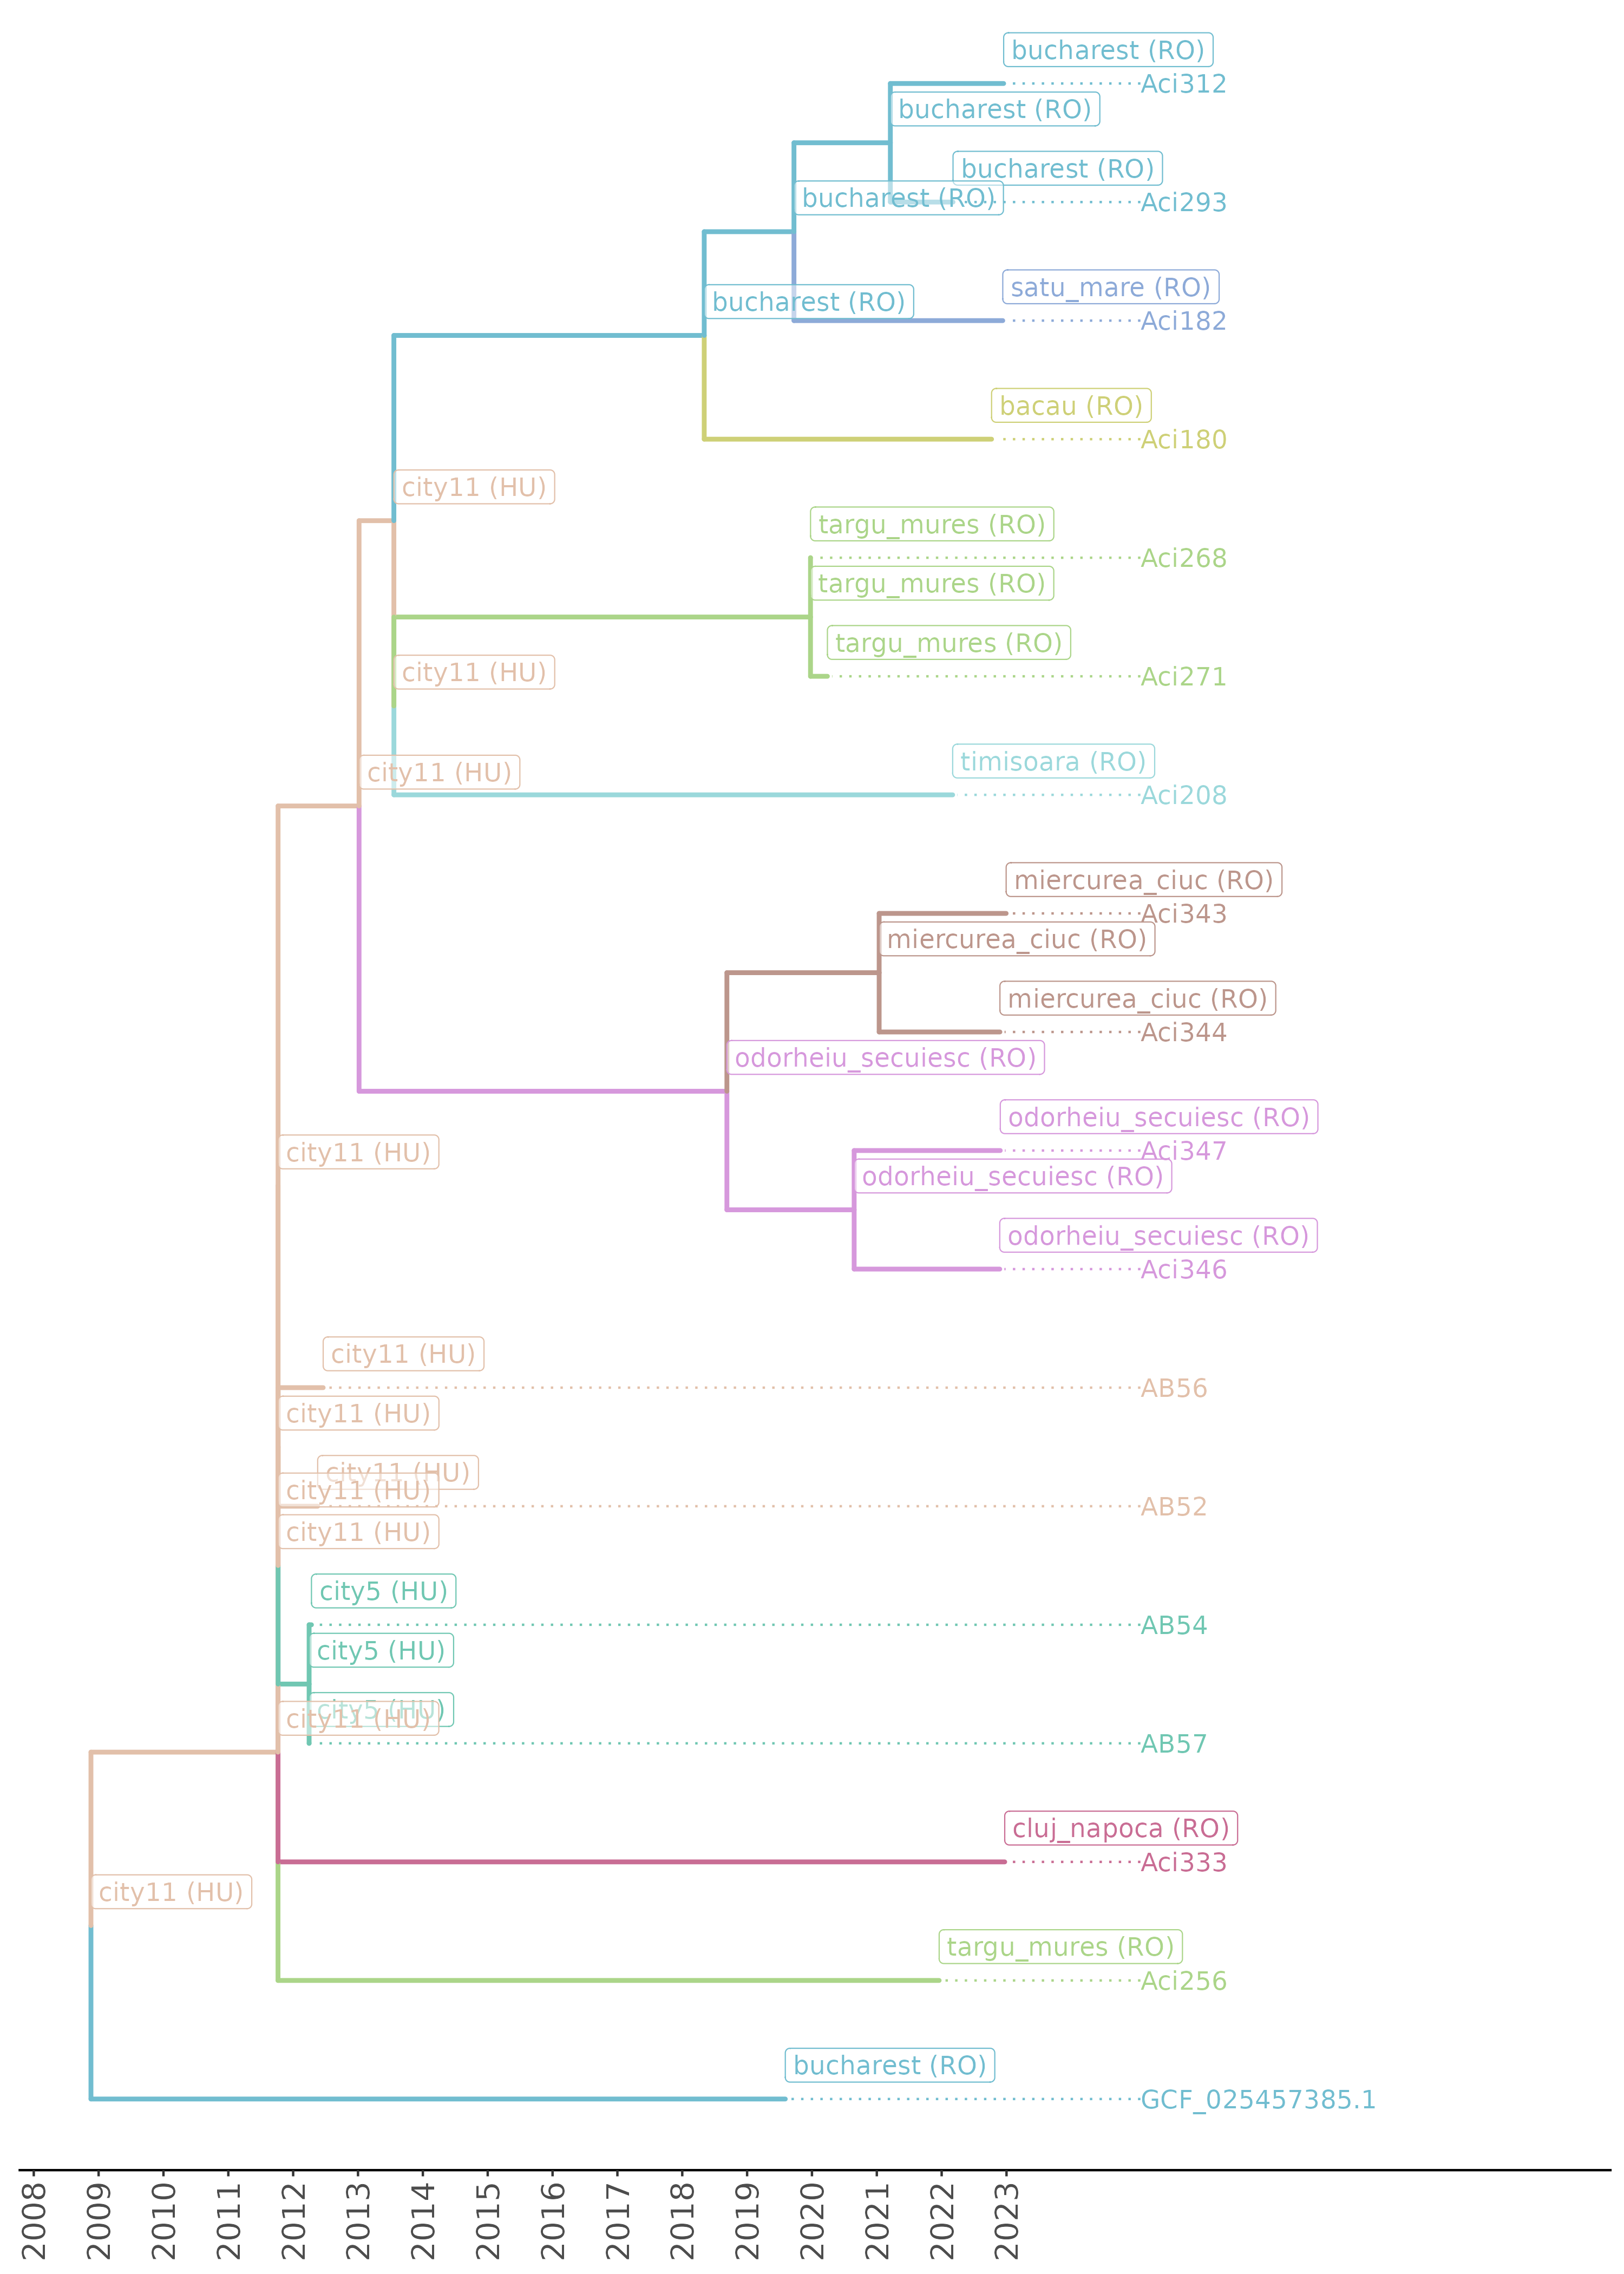 bucharest (RO)
Aci312
bucharest (RO)
bucharest (RO)
bucharest (RO)
Aci293
satu_mare (RO)
bucharest (RO)
Aci182
bacau (RO)
Aci180
city11 (HU)
targu_mures (RO)
Aci268
targu_mures (RO)
targu_mures (RO)
city11 (HU)
Aci271
timisoara (RO)
city11 (HU)
Aci208
miercurea_ciuc (RO)
Aci343
miercurea_ciuc (RO)
miercurea_ciuc (RO)
Aci344
odorheiu_secuiesc (RO)
odorheiu_secuiesc (RO)
city11 (HU)
Aci347
odorheiu_secuiesc (RO)
odorheiu_secuiesc (RO)
Aci346
city11 (HU)
AB56
city11 (HU)
city11 (HU)
city11 (HU)
AB52
city11 (HU)
city5 (HU)
AB54
city5 (HU)
city5 (HU)
city11 (HU)
AB57
cluj_napoca (RO)
Aci333
city11 (HU)
targu_mures (RO)
Aci256
bucharest (RO)
GCF_025457385.1
2008
2009
2010
2011
2012
2013
2014
2015
2016
2017
2018
2019
2020
2021
2022
2023